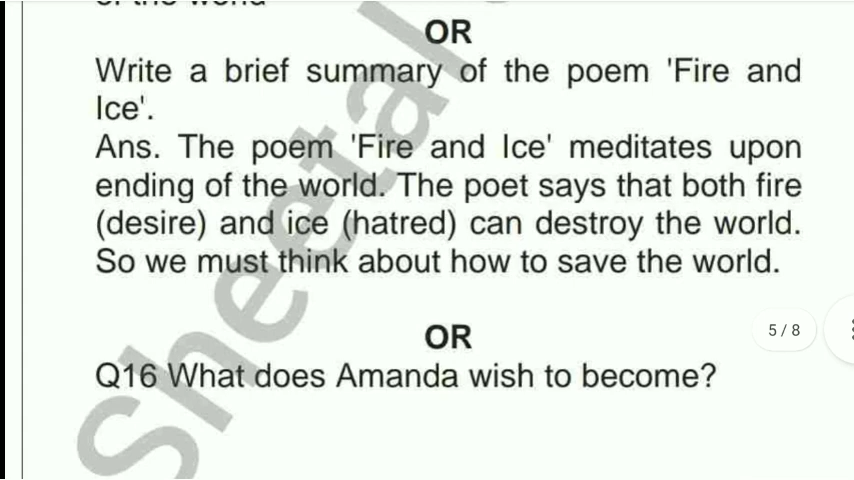 OR
Write a brief summary of the poem 'Fire and
Ice'.
Ans. The poem 'Fire and Ice' meditates upon
ending of the world. The poet says that both fire
(desire) and ice (hatred) can destroy the world.
So we must think about how to save the world.
5 / 8
OR
Q16 What does Amanda wish to become?
Sheetal